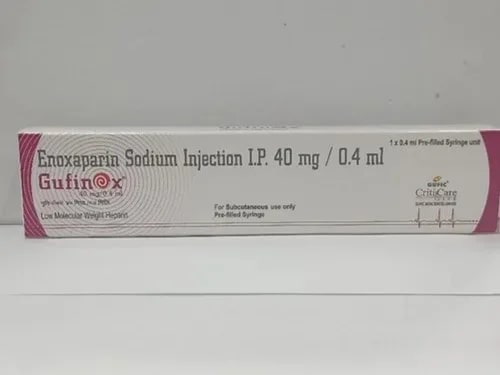 1 x 0.4 ml Pre-filled Syringe unit
Enoxaparin Sodium Injection I.P. 40 mg / 0.4 ml
Gufinox
40 mg/0.4 ml
Low Molecular Weight Heparin
For Subcutaneous use only
Pre-filled Syringe
GUFIC
CritiCare